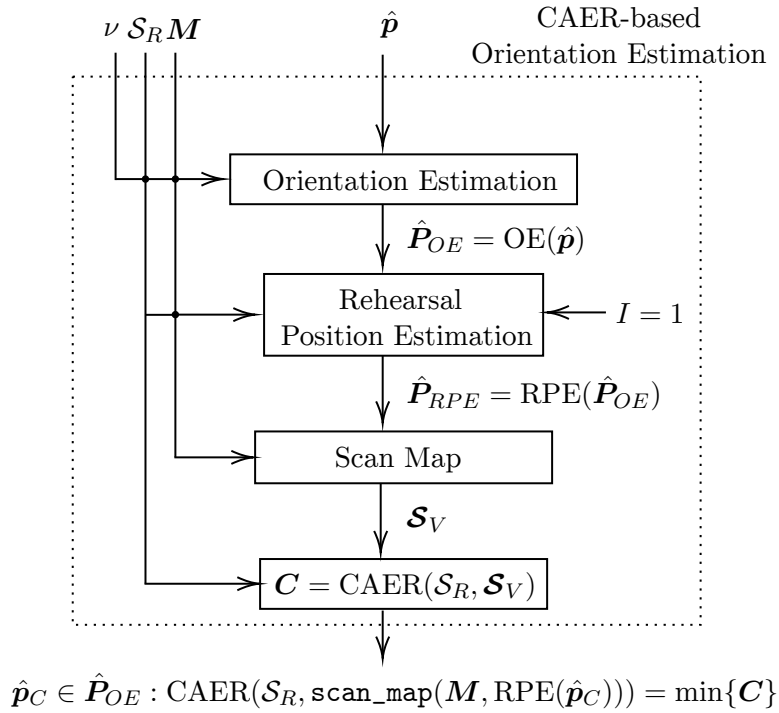 ν 𝒮_R 𝑴
p̂
CAER-based
Orientation Estimation
Orientation Estimation
P̂_OE = OE(p̂)
Rehearsal
Position Estimation
I = 1
P̂_RPE = RPE(P̂_OE)
Scan Map
𝓢_V
C = CAER(𝒮_R, 𝓢_V)
p̂_C ∈ P̂_OE : CAER(𝒮_R, scan_map(𝑴, RPE(p̂_C))) = min{C}